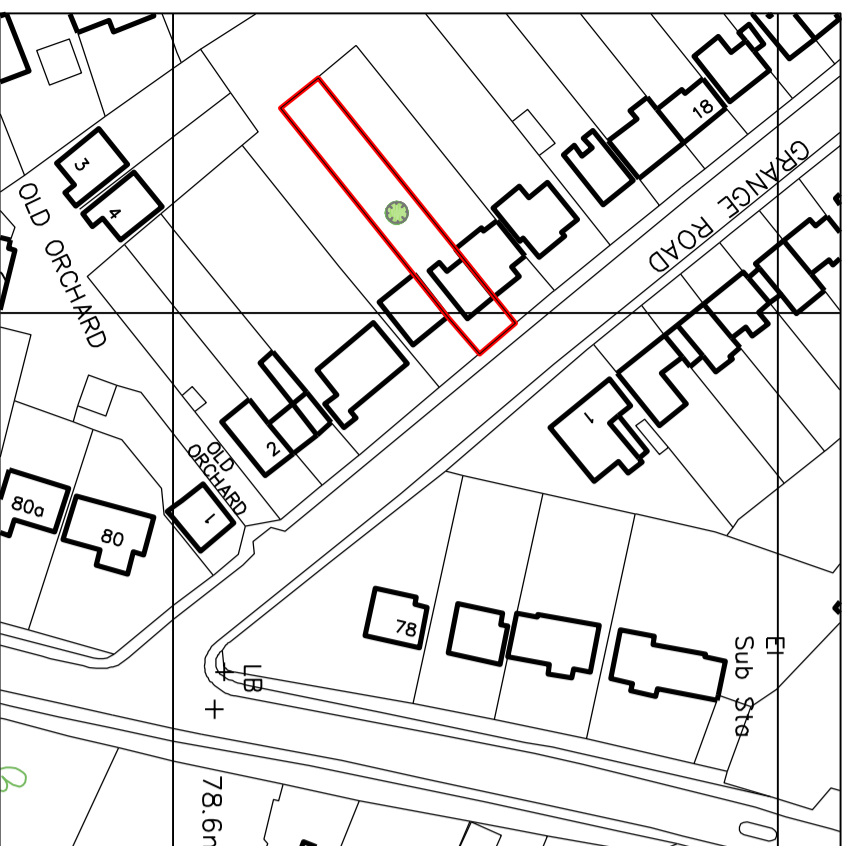 18
GRANGE ROAD
3
4
OLD ORCHARD
1
2
OLD
ORCHARD
1
80a
80
78
El
Sub Sta
LB
78.6m